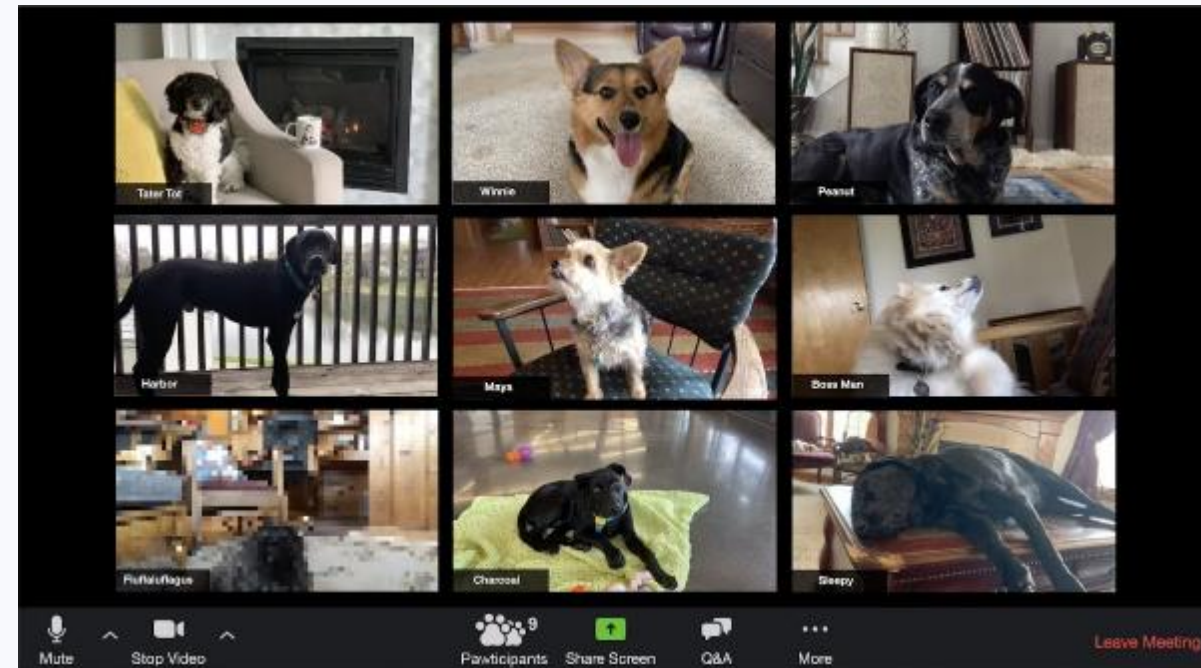 Tater Tot
Winnie
Peanut
Harbor
Maya
Boss Man
Fluffaluffagus
Charcoal
Sleepy
9
Mute
Stop Video
Pawticipants
Share Screen
Q&A
More
Leave Meeting